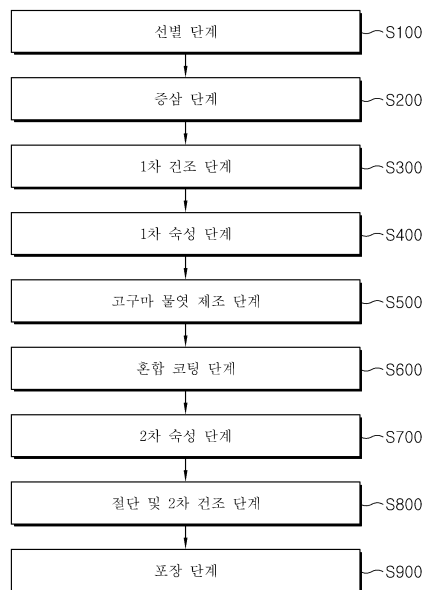 선별 단계 S100
증삼 단계 S200
1차 건조 단계 S300
1차 숙성 단계 S400
고구마 물엿 제조 단계 S500
혼합 코팅 단계 S600
2차 숙성 단계 S700
절단 및 2차 건조 단계 S800
포장 단계 S900